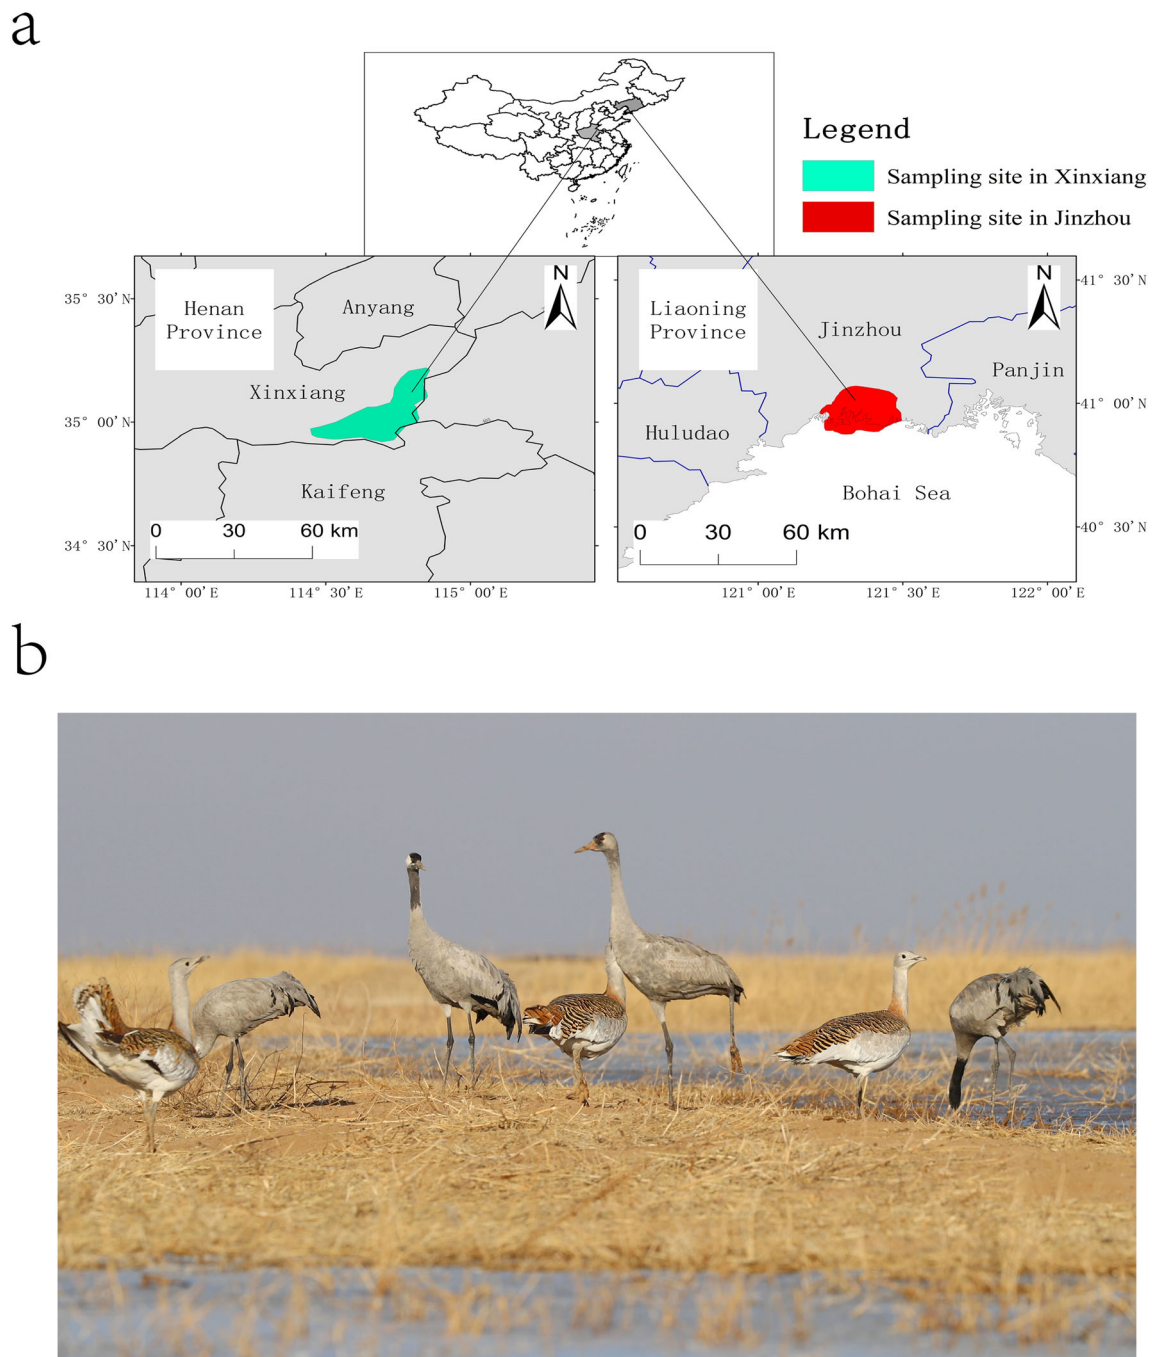 a
Legend
Sampling site in Xinxiang
Sampling site in Jinzhou
35° 30′N
35° 00′N
34° 30′N
Henan
Province
Anyang
N
Xinxiang
Kaifeng
0 30 60 km
114° 00′E 114° 30′E 115° 00′E
Liaoning
Province
Jinzhou
N
Panjin
Huludao
Bohai Sea
0 30 60 km
41° 30′N
41° 00′N
40° 30′N
121° 00′E 121° 30′E 122° 00′E
b